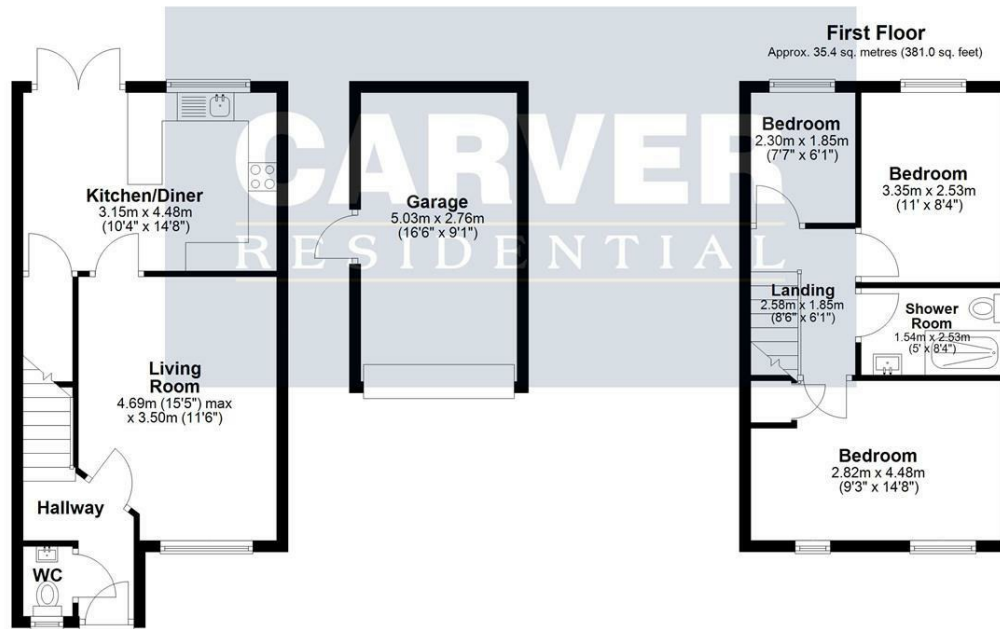 First Floor
Approx. 35.4 sq. metres (381.0 sq. feet)
CARVER
RESIDENTIAL
Kitchen/Diner
3.15m x 4.48m
(10'4" x 14'8")
Garage
5.03m x 2.76m
(16'6" x 9'1")
Bedroom
2.30m x 1.85m
(7'7" x 6'1")
Bedroom
3.35m x 2.53m
(11' x 8'4")
Landing
2.58m x 1.85m
(8'6" x 6'1")
Shower
Room
1.54m x 2.53m
(5' x 8'4")
Living
Room
4.69m (15'5") max
x 3.50m (11'6")
Bedroom
2.82m x 4.48m
(9'3" x 14'8")
Hallway
WC